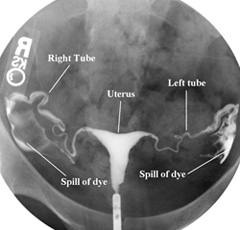 R
Right Tube
Left tube
Uterus
Spill of dye
Spill of dye